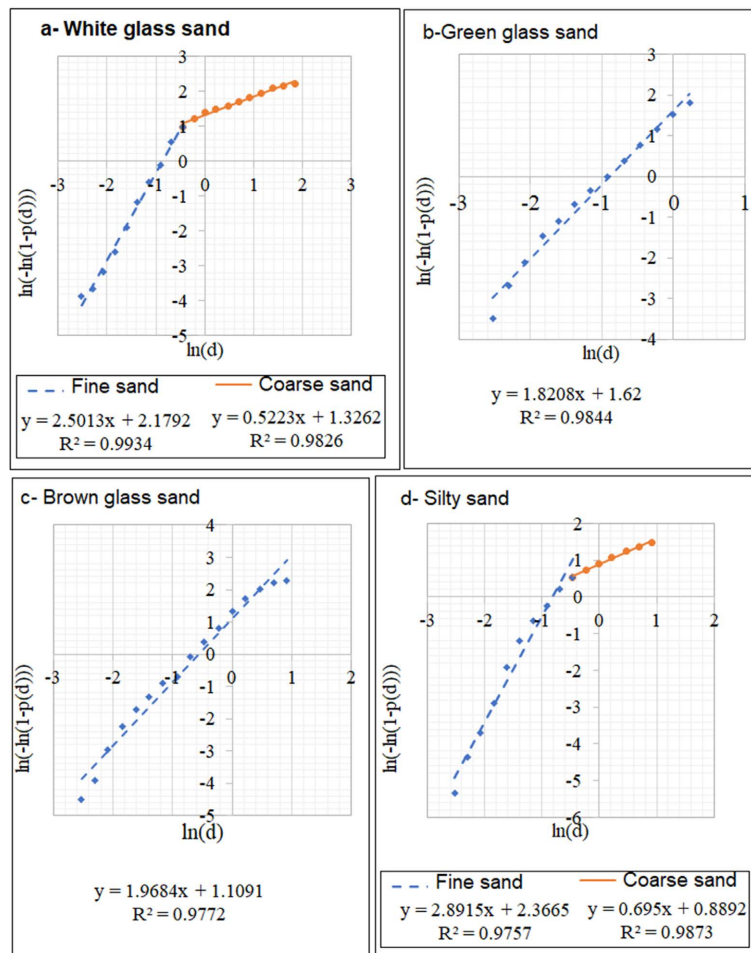 a- White glass sand
3
2
1
0
-3
-2
-1
0
1
2
3
-1
-2
-3
-4
-5
ln(-ln(1-p(d)))
ln(d)
Fine sand
Coarse sand
y = 2.5013x + 2.1792
y = 0.5223x + 1.3262
R² = 0.9934
R² = 0.9826
b-Green glass sand
3
2
1
0
-3
-2
-1
0
1
-1
-2
-3
-4
ln(-ln(1-p(d)))
ln(d)
y = 1.8208x + 1.62
R² = 0.9844
c- Brown glass sand
4
3
2
1
0
-3
-2
-1
0
1
2
-1
-2
-3
-4
-5
ln(-ln(1-p(d)))
ln(d)
y = 1.9684x + 1.1091
R² = 0.9772
d- Silty sand
2
1
0
-3
-2
-1
0
1
2
-1
-2
-3
-4
-5
-6
ln(-ln(1-p(d)))
ln(d)
Fine sand
Coarse sand
y = 2.8915x + 2.3665
y = 0.695x + 0.8892
R² = 0.9757
R² = 0.9873